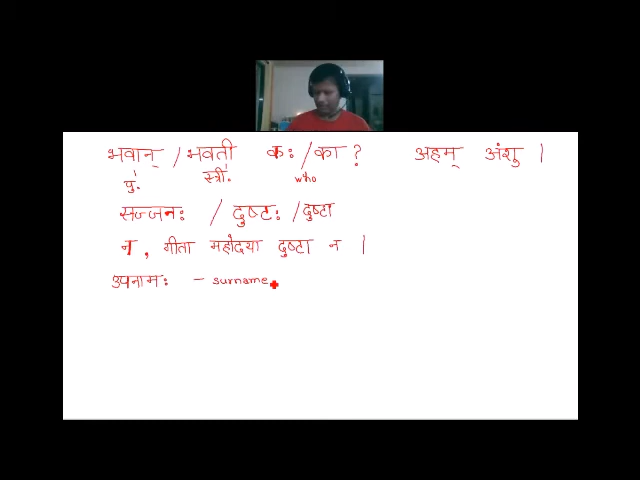 भवान् / भवती कः / का ? अहम् अंशु ।
पुं. स्त्री. who
सज्जनः / दुष्टः / दुष्टा
न , गीता महोदया दुष्टा न ।
उपनामः - surname